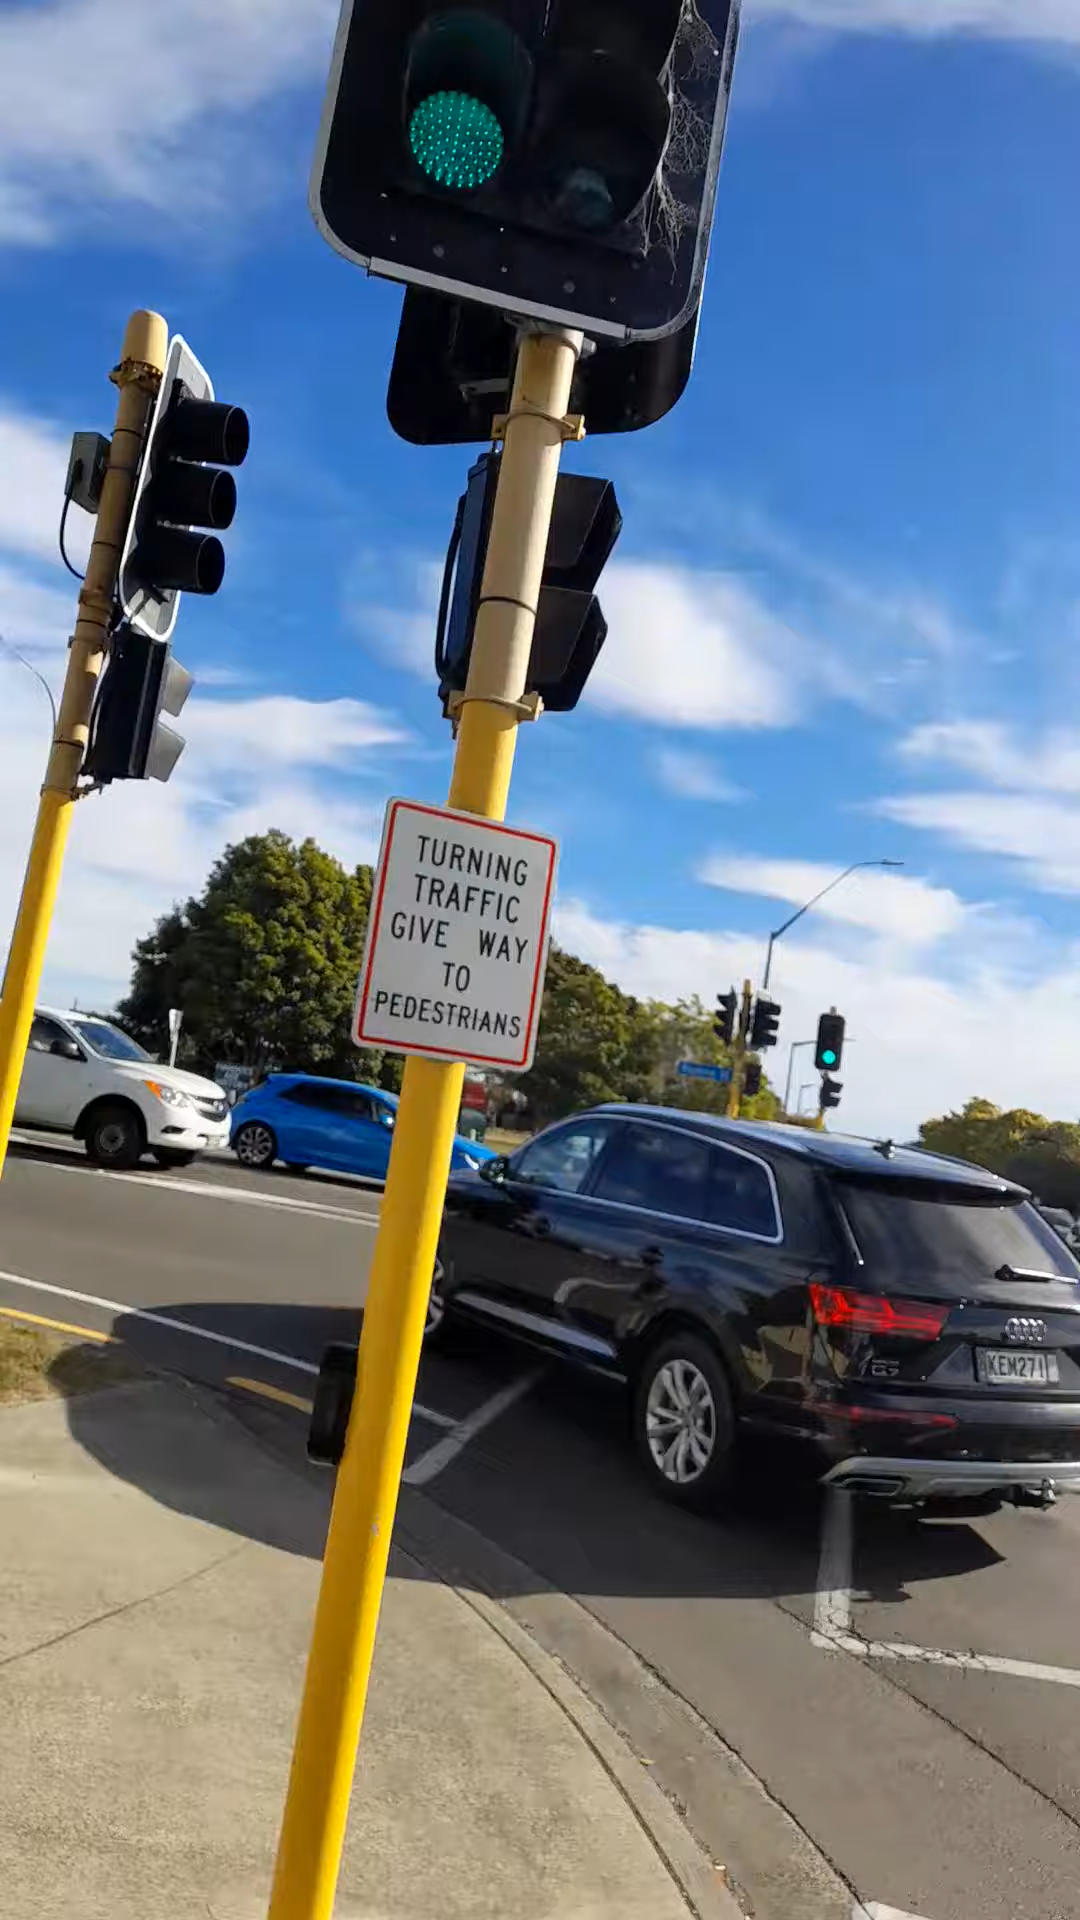 TURNING
TRAFFIC
GIVE WAY
TO
PEDESTRIANS
KEM271